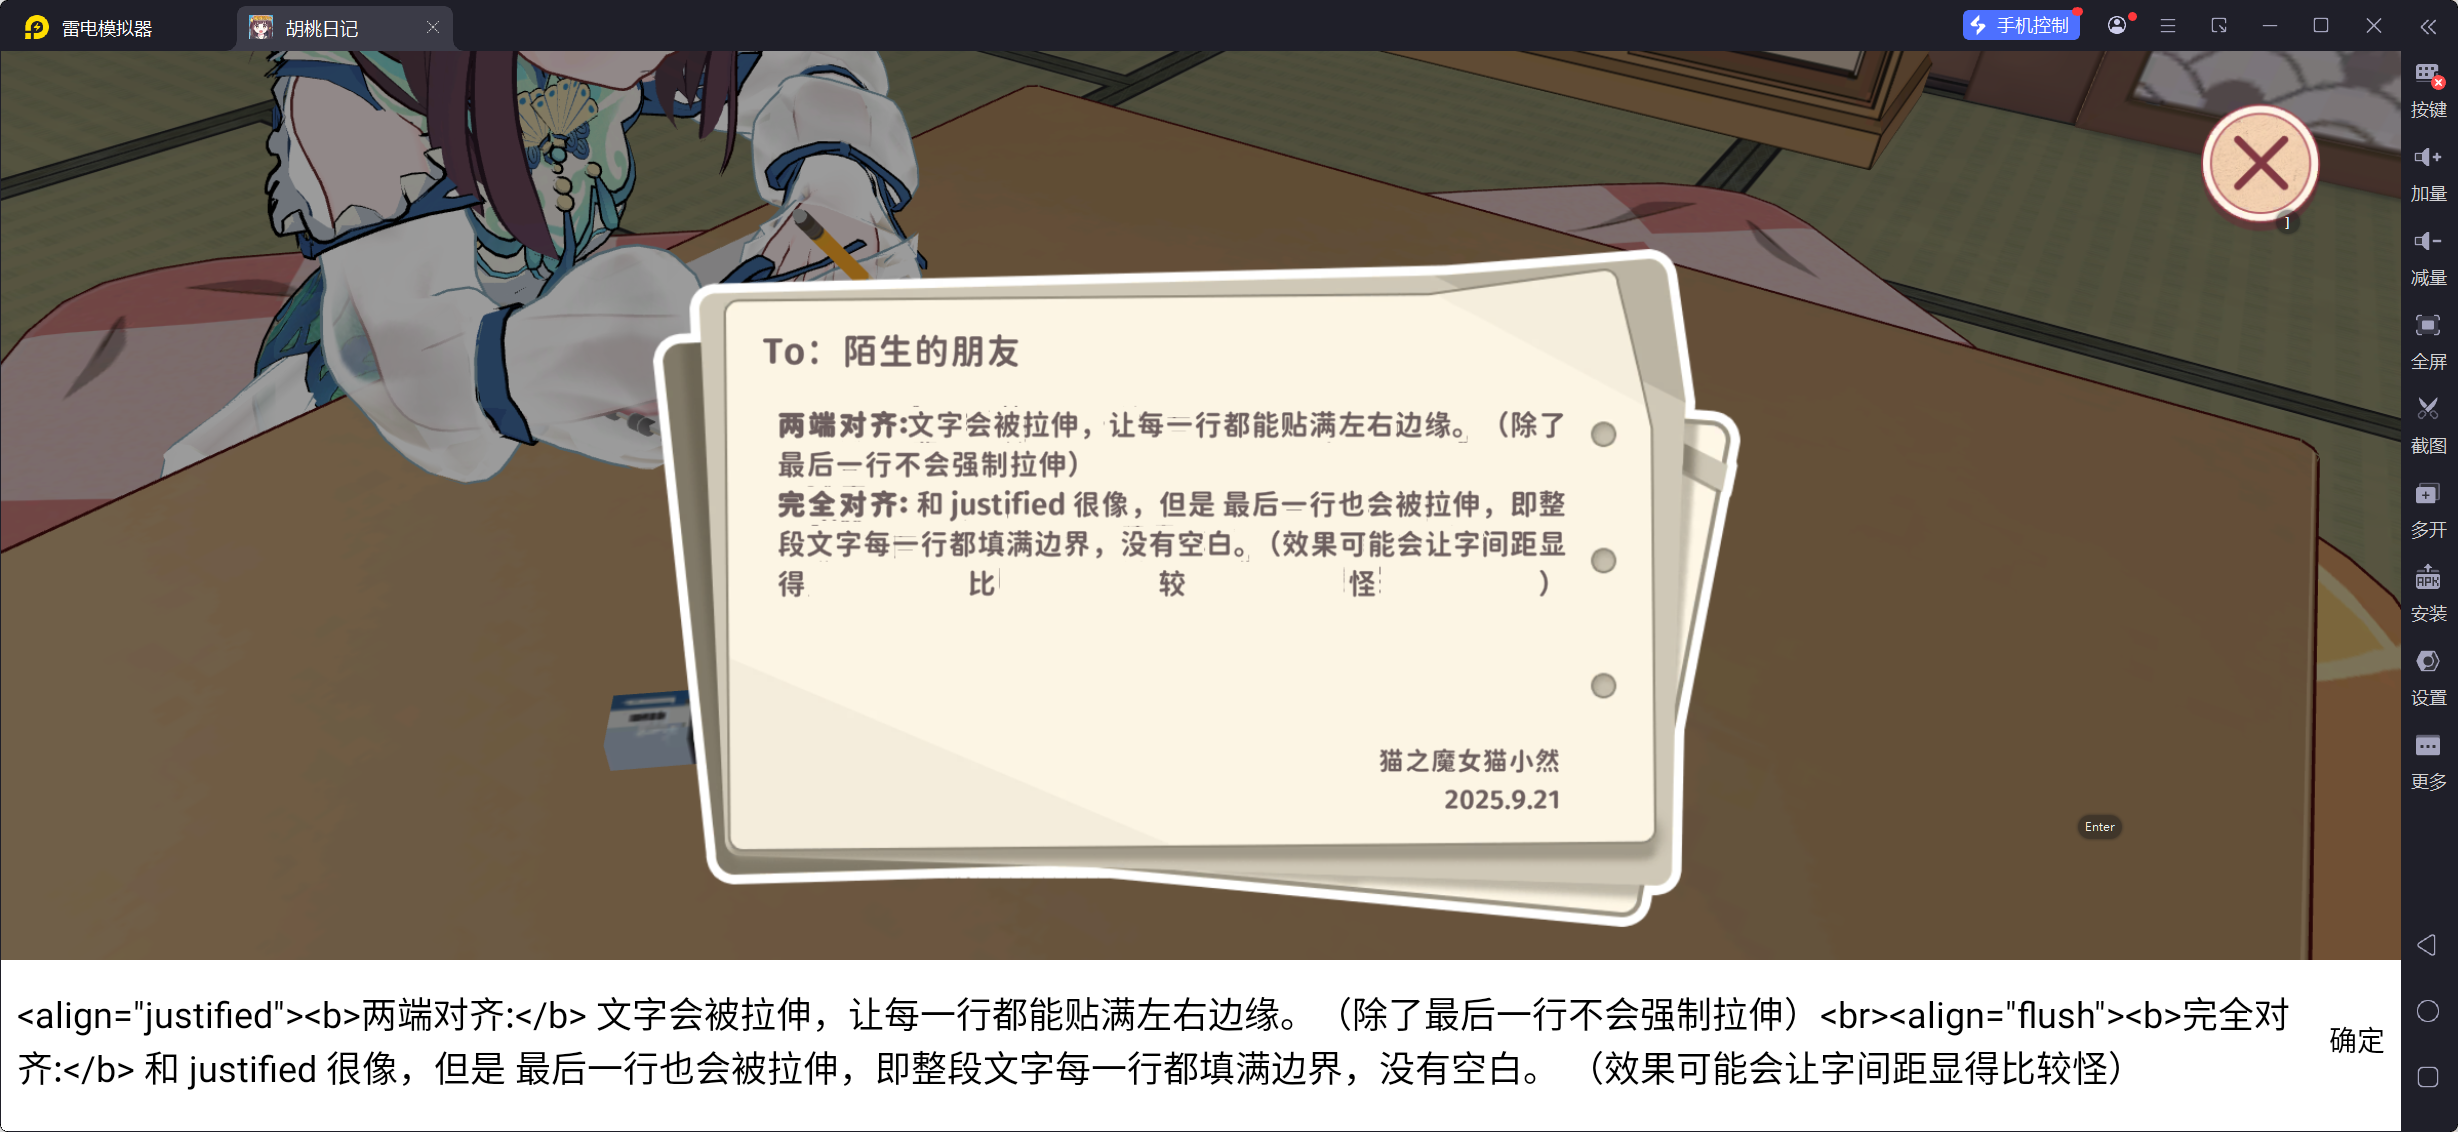 雷电模拟器
胡桃日记
手机控制
按键
加量
减量
全屏
截图
多开
安装
设置
更多
]
To：陌生的朋友
两端对齐:文字会被拉伸，让每一行都能贴满左右边缘。（除了
最后一行不会强制拉伸）
完全对齐: 和 justified 很像，但是 最后一行也会被拉伸，即整
段文字每一行都填满边界，没有空白。（效果可能会让字间距显
得 比 较 怪 ）
猫之魔女猫小然
2025.9.21
Enter
<align="justified"><b>两端对齐:</b> 文字会被拉伸，让每一行都能贴满左右边缘。（除了最后一行不会强制拉伸）<br><align="flush"><b>完全对
齐:</b> 和 justified 很像，但是 最后一行也会被拉伸，即整段文字每一行都填满边界，没有空白。 （效果可能会让字间距显得比较怪）
确定